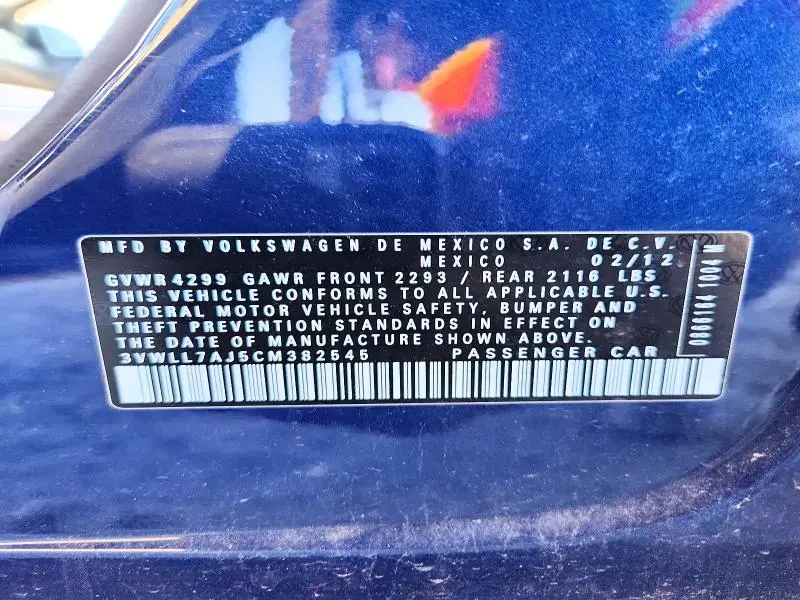 MFD BY VOLKSWAGEN DE MEXICO S.A. DE C.V.
MEXICO 02/12
GVWR 4299 GAWR FRONT 2293 / REAR 2116 LBS
THIS VEHICLE CONFORMS TO ALL APPLICABLE U.S.
FEDERAL MOTOR VEHICLE SAFETY, BUMPER AND
THEFT PREVENTION STANDARDS IN EFFECT ON
THE DATE OF MANUFACTURE SHOWN ABOVE.
3VWLL7AJ5CM382545 PASSENGER CAR
0866164 1004 M